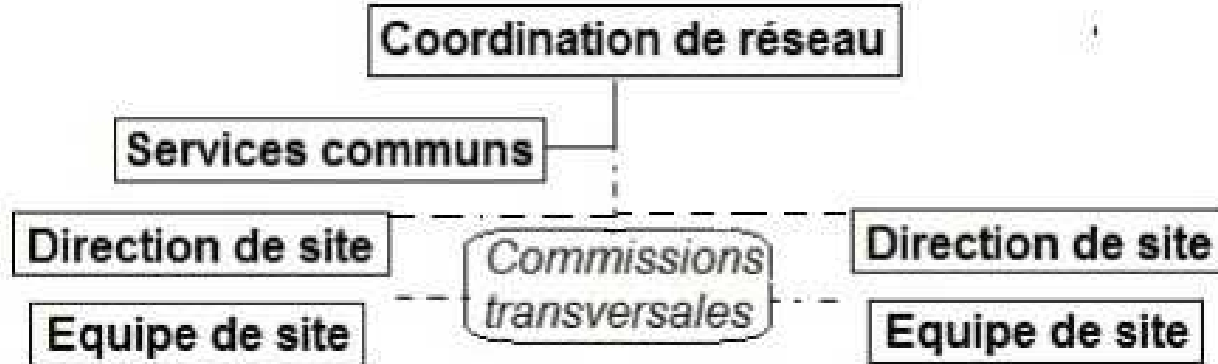 Coordination de réseau
Services communs
Direction de site
Commissions
transversales
Direction de site
Equipe de site
Equipe de site